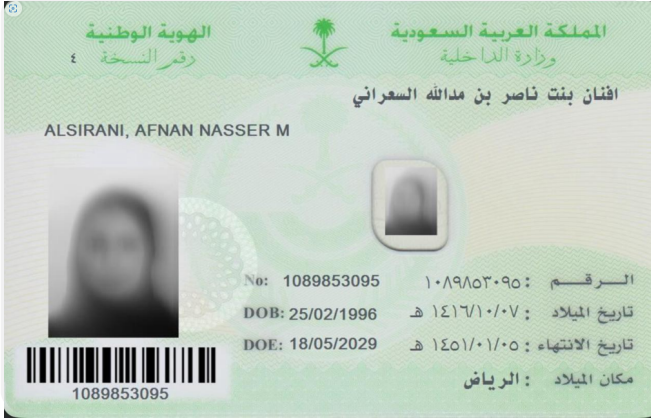 المملكة العربية السعودية
وزارة الداخلية
الهوية الوطنية
رقم النسخة ٤
افنان بنت ناصر بن مدالله السعراني
ALSIRANI, AFNAN NASSER M
No: 1089853095
الـرقـم : ١٠٨٩٨٥٣٠٩٥
DOB: 25/02/1996
تاريخ الميلاد : ١٤١٦/١٠/٠٧ هـ
DOE: 18/05/2029
تاريخ الانتهاء : ١٤٥١/٠١/٠٥ هـ
مكان الميلاد : الرياض
1089853095